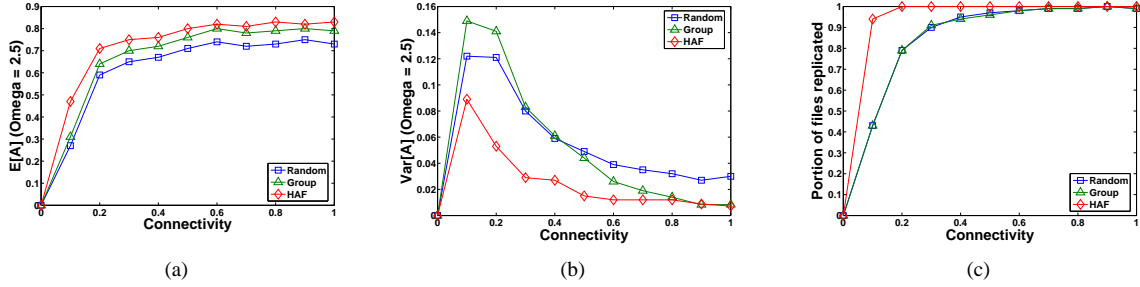 0.9
0.8
0.7
0.6
0.5
0.4
0.3
0.2
0.1
0
E[A] (Omega = 2.5)
Random
Group
HAF
0 0.2 0.4 0.6 0.8 1
Connectivity
(a)
0.16
0.14
0.12
0.1
0.08
0.06
0.04
0.02
0
Var[A] (Omega = 2.5)
Random
Group
HAF
0 0.2 0.4 0.6 0.8 1
Connectivity
(b)
1
0.9
0.8
0.7
0.6
0.5
0.4
0.3
0.2
0.1
0
Portion of files replicated
Random
Group
HAF
0 0.2 0.4 0.6 0.8 1
Connectivity
(c)